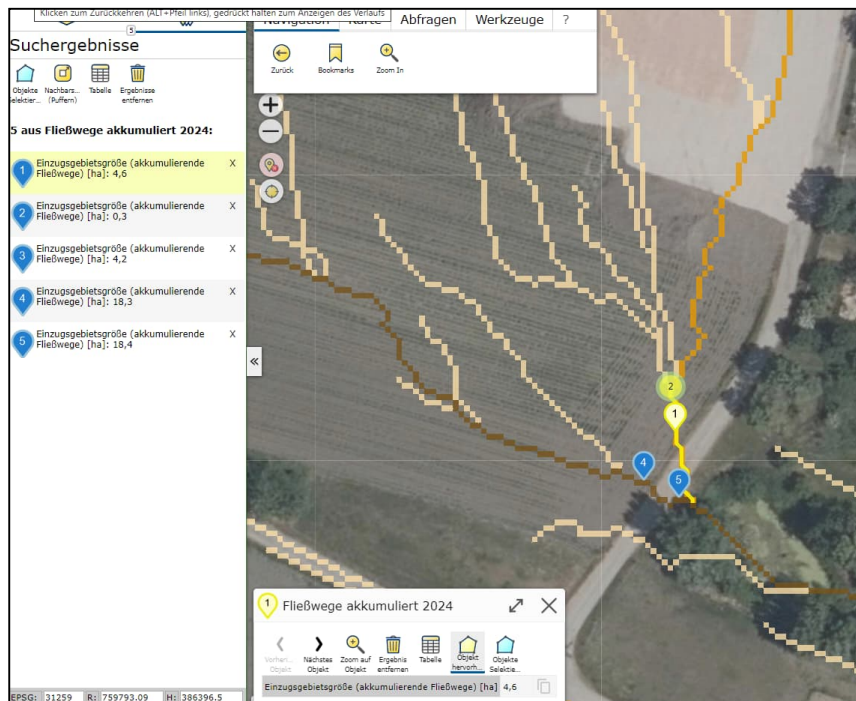 Klicken zum Zurückkehren (ALT+Pfeil links), gedrückt halten zum Anzeigen des Verlaufs
Navigation Karte Abfragen Werkzeuge ?
5
Suchergebnisse
Objekte Selektier...
Nachbars... (Puffern)
Tabelle
Ergebnisse entfernen
Zurück
Bookmarks
Zoom In
5 aus Fließwege akkumuliert 2024:
1
Einzugsgebietsgröße (akkumulierende
Fließwege) [ha]: 4,6
X
2
Einzugsgebietsgröße (akkumulierende
Fließwege) [ha]: 0,3
X
3
Einzugsgebietsgröße (akkumulierende
Fließwege) [ha]: 4,2
X
4
Einzugsgebietsgröße (akkumulierende
Fließwege) [ha]: 18,3
X
5
Einzugsgebietsgröße (akkumulierende
Fließwege) [ha]: 18,4
X
«
2
1
4
5
1 Fließwege akkumuliert 2024
Vorheri... Objekt
Nächstes Objekt
Zoom auf Objekt
Ergebnis entfernen
Tabelle
Objekt hervorh...
Objekte Selektie...
Einzugsgebietsgröße (akkumulierende Fließwege) [ha] 4,6
EPSG: 31259 R: 759793.09 H: 386396.5